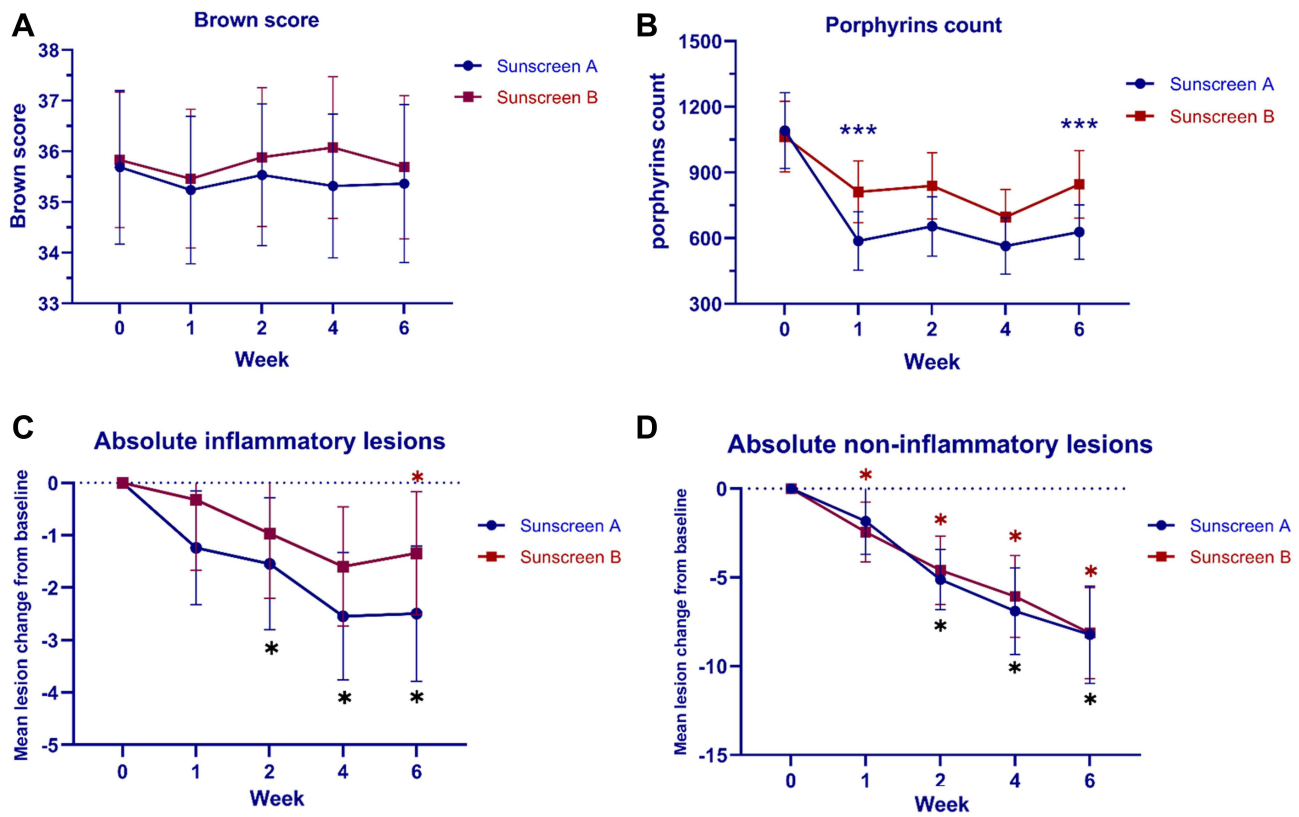 A
Brown score
Brown score
38
37
36
35
34
33
0 1 2 4 6
Week
Sunscreen A
Sunscreen B
B
Porphyrins count
porphyrins count
1500
1200
900
600
300
***
***
0 1 2 4 6
Week
Sunscreen A
Sunscreen B
C
Absolute inflammatory lesions
Mean lesion change from baseline
0
-1
-2
-3
-4
-5
*
*
*
*
0 1 2 4 6
Week
Sunscreen A
Sunscreen B
D
Absolute non-inflammatory lesions
Mean lesion change from baseline
0
-5
-10
-15
*
*
*
*
*
*
*
0 1 2 4 6
Week
Sunscreen A
Sunscreen B